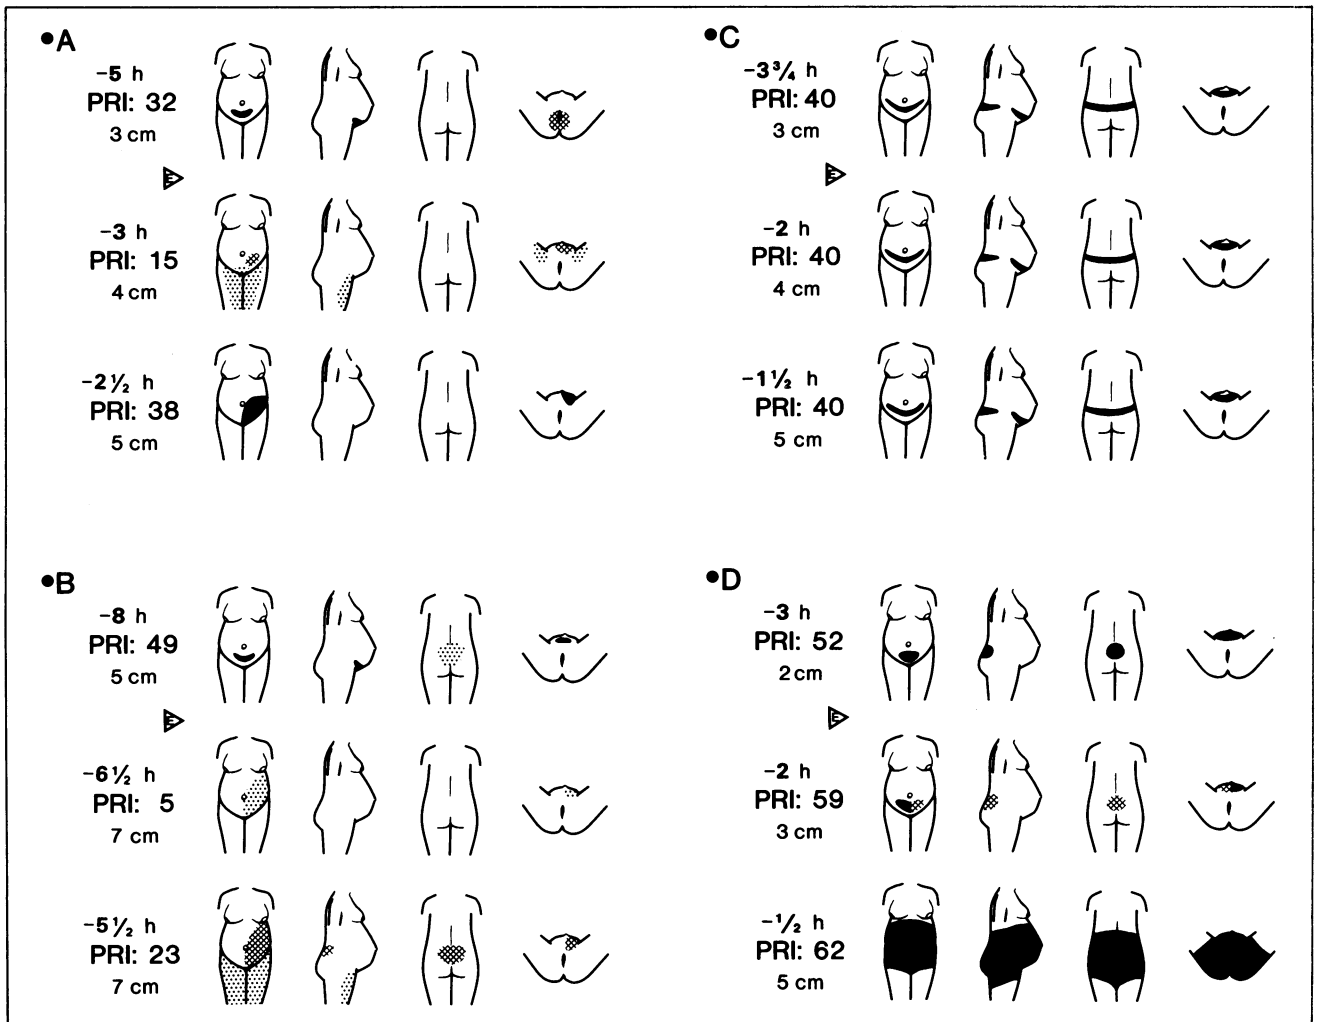 •A
-5 h
PRI: 32
3 cm
E
-3 h
PRI: 15
4 cm
-2½ h
PRI: 38
5 cm
•B
-8 h
PRI: 49
5 cm
E
-6½ h
PRI: 5
7 cm
-5½ h
PRI: 23
7 cm
•C
-3¾ h
PRI: 40
3 cm
E
-2 h
PRI: 40
4 cm
-1½ h
PRI: 40
5 cm
•D
-3 h
PRI: 52
2 cm
E
-2 h
PRI: 59
3 cm
-½ h
PRI: 62
5 cm